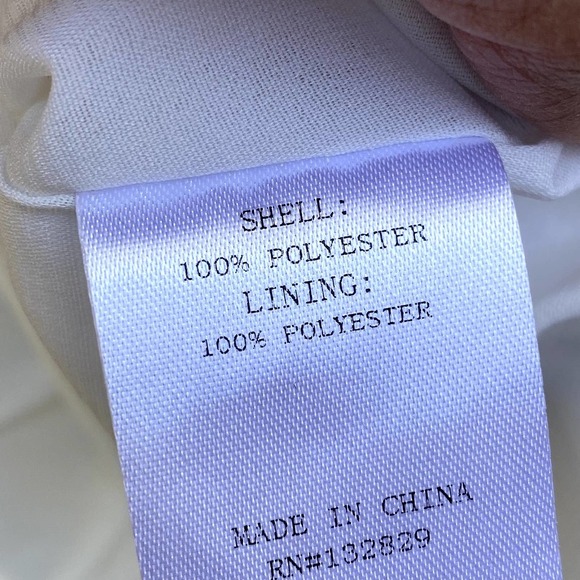 SHELL:
100% POLYESTER
LINING:
100% POLYESTER
MADE IN CHINA
RN#132829